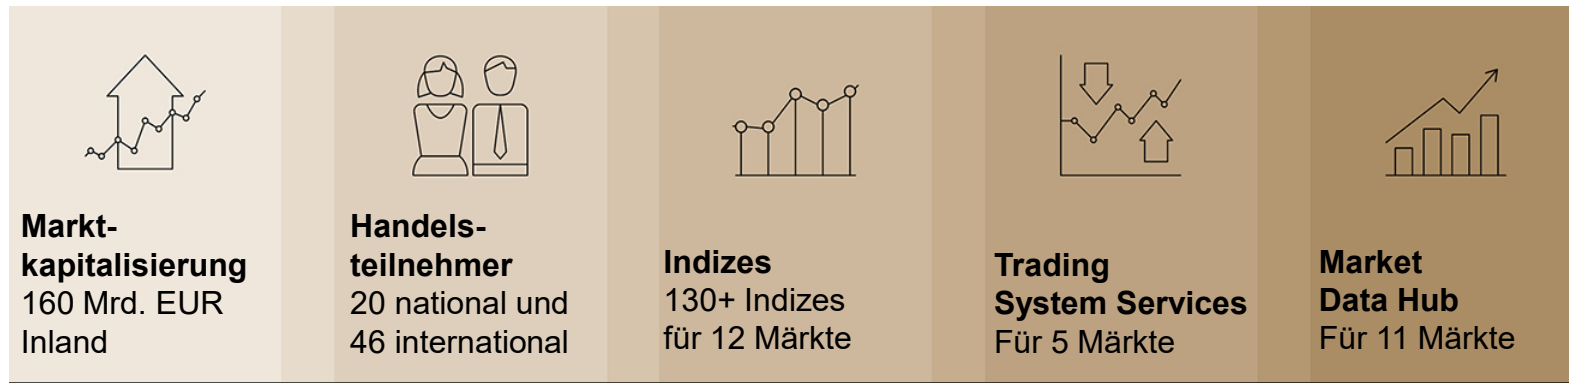 Markt-
kapitalisierung
160 Mrd. EUR
Inland
Handels-
teilnehmer
20 national und
46 international
Indizes
130+ Indizes
für 12 Märkte
Trading
System Services
Für 5 Märkte
Market
Data Hub
Für 11 Märkte